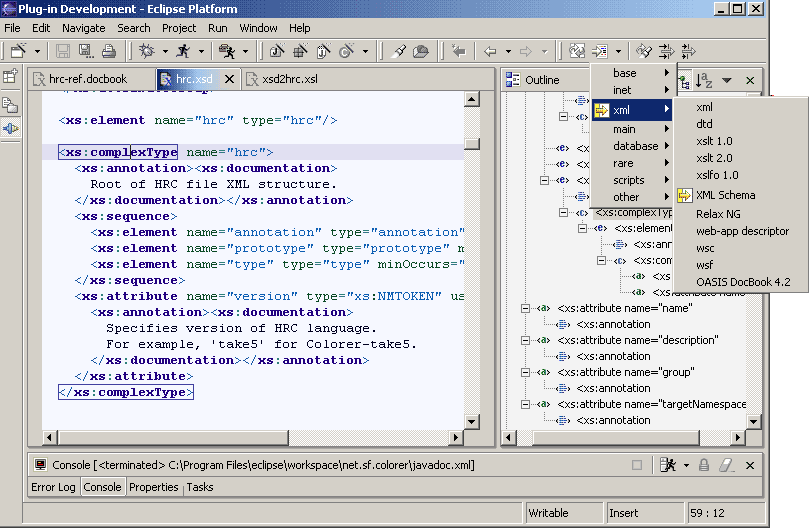 Plug-in Development - Eclipse Platform
File Edit Navigate Search Project Run Window Help
hrc-ref.docbook
hrc.xsd
xsd2hrc.xsl
<xs:element name="hrc" type="hrc"/>
<xs:complexType name="hrc">
<xs:annotation><xs:documentation>
Root of HRC file XML structure.
</xs:documentation></xs:annotation>
<xs:sequence>
<xs:element name="annotation" type="annotation"
<xs:element name="prototype" type="prototype" m
<xs:element name="type" type="type" minOccurs="
</xs:sequence>
<xs:attribute name="version" type="xs:NMTOKEN" us
<xs:annotation><xs:documentation>
Specifies version of HRC language.
For example, 'take5' for Colorer-take5.
</xs:documentation></xs:annotation>
</xs:attribute>
</xs:complexType>
Outline
<xs:complexTyp
<xs:elemen
<xs:ann
<xs:com
<xs
<xs:attribute name
<xs:attribute name="name"
<xs:annotation
<xs:attribute name="description"
<xs:annotation
<xs:attribute name="group"
<xs:annotation
<xs:attribute name="targetNamespace
<xs:annotation
base
inet
xml
main
database
rare
scripts
other
xml
dtd
xslt 1.0
xslt 2.0
xslfo 1.0
XML Schema
Relax NG
web-app descriptor
wsc
wsf
OASIS DocBook 4.2
Console [<terminated> C:\Program Files\eclipse\workspace\net.sf.colorer\javadoc.xml]
Error Log Console Properties Tasks
Writable Insert 59 : 12